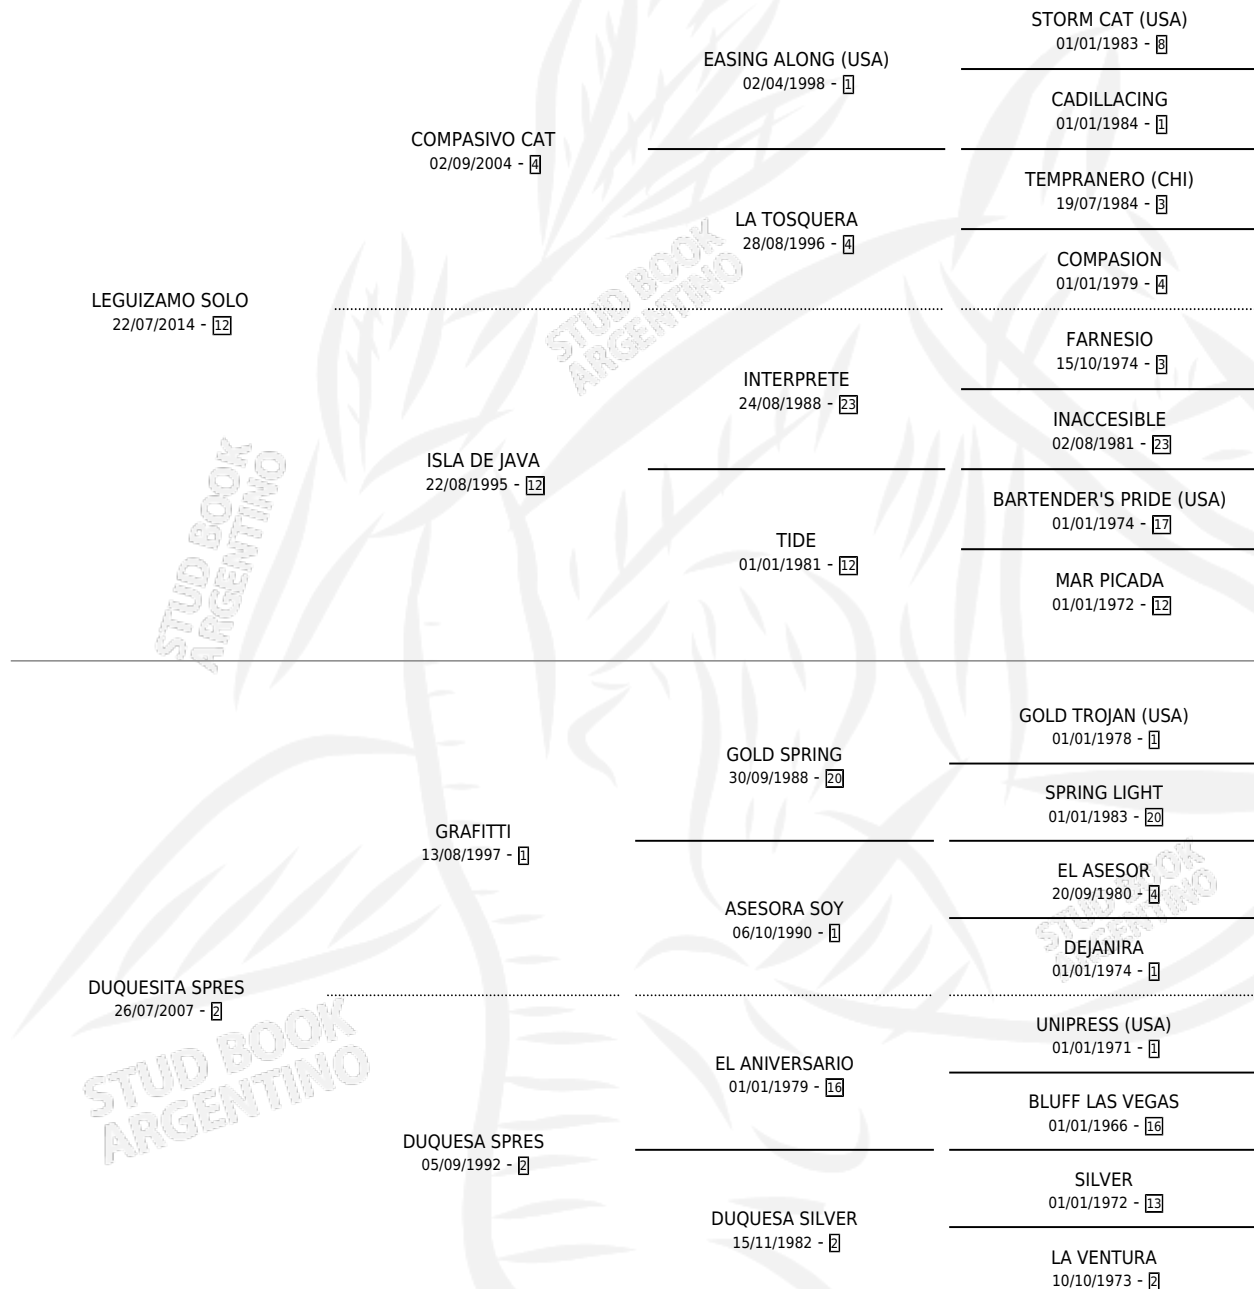 STORM CAT (USA)
01/01/1983 - 8
EASING ALONG (USA)
02/04/1998 - 1
CADILLACING
01/01/1984 - 1
COMPASIVO CAT
02/09/2004 - 4
TEMPRANERO (CHI)
19/07/1984 - 3
LA TOSQUERA
28/08/1996 - 4
COMPASION
01/01/1979 - 4
LEGUIZAMO SOLO
22/07/2014 - 12
FARNESIO
15/10/1974 - 3
INTERPRETE
24/08/1988 - 23
INACCESIBLE
02/08/1981 - 23
ISLA DE JAVA
22/08/1995 - 12
BARTENDER'S PRIDE (USA)
01/01/1974 - 17
TIDE
01/01/1981 - 12
MAR PICADA
01/01/1972 - 12
GOLD TROJAN (USA)
01/01/1978 - 1
GOLD SPRING
30/09/1988 - 20
SPRING LIGHT
01/01/1983 - 20
GRAFITTI
13/08/1997 - 1
EL ASESOR
20/09/1980 - 4
ASESORA SOY
06/10/1990 - 1
DEJANIRA
01/01/1974 - 1
DUQUESITA SPRES
26/07/2007 - 2
UNIPRESS (USA)
01/01/1971 - 1
EL ANIVERSARIO
01/01/1979 - 16
BLUFF LAS VEGAS
01/01/1966 - 16
DUQUESA SPRES
05/09/1992 - 2
SILVER
01/01/1972 - 13
DUQUESA SILVER
15/11/1982 - 2
LA VENTURA
10/10/1973 - 2
STUD BOOK
ARGENTINO
STUD BOOK
ARGENTINO
STUD BOOK
ARGENTINO
STUD BOOK
ARGENTINO